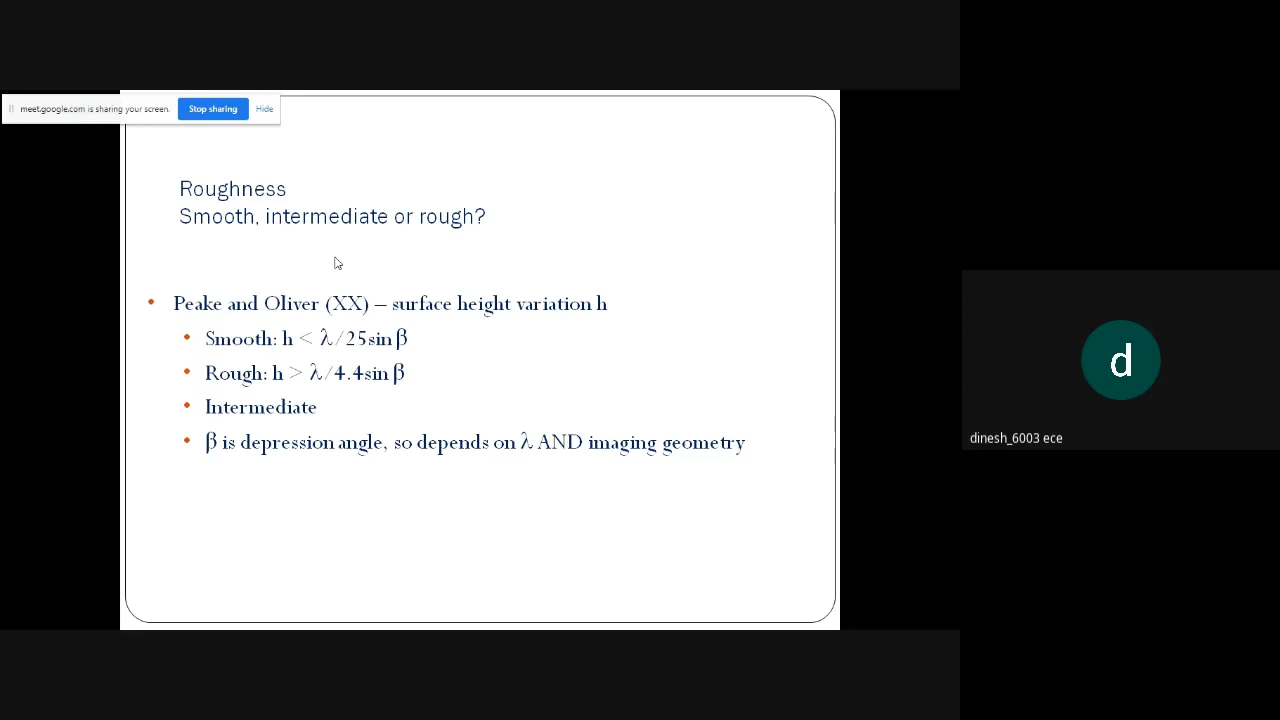 meet.google.com is sharing your screen. Stop sharing Hide
Roughness
Smooth, intermediate or rough?
• Peake and Oliver (XX) – surface height variation h
• Smooth: h < λ/25sin β
• Rough: h > λ/4.4sin β
• Intermediate
• β is depression angle, so depends on λ AND imaging geometry
d
dinesh_6003 ece